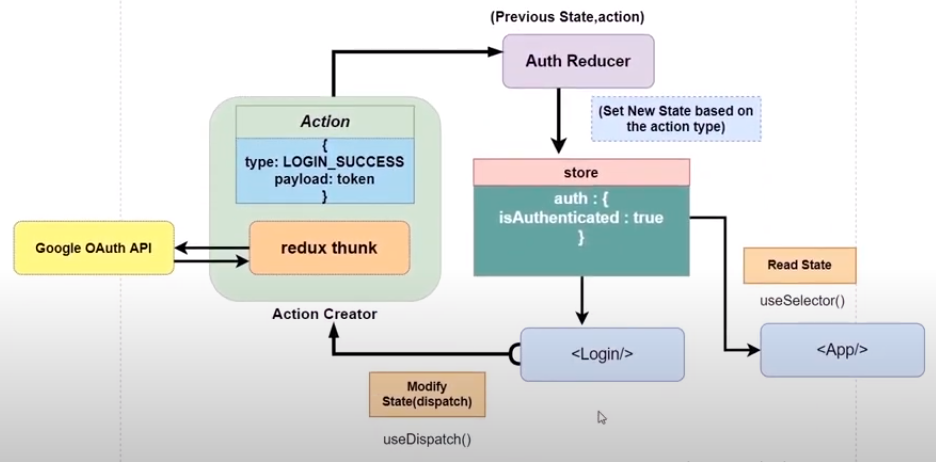 (Previous State,action)
Auth Reducer
(Set New State based on
the action type)
Action
{
type: LOGIN_SUCCESS
payload: token
}
store
auth : {
isAuthenticated : true
}
Google OAuth API
redux thunk
Read State
useSelector()
Action Creator
<Login/>
<App/>
Modify
State(dispatch)
useDispatch()